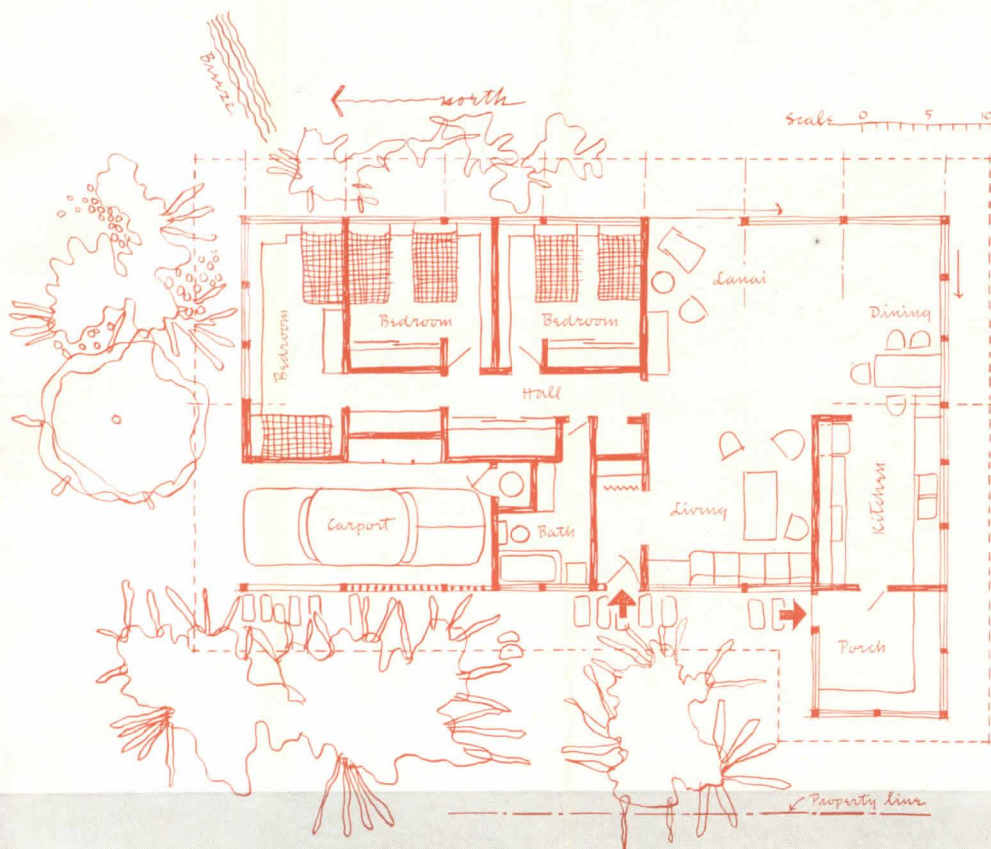 Breeze
north
Scale 0 5 10
Lanai
Dining
Bedroom
Bedroom
Bedroom
Hall
Living
Kitchen
Carport
Bath
Porch
Property line